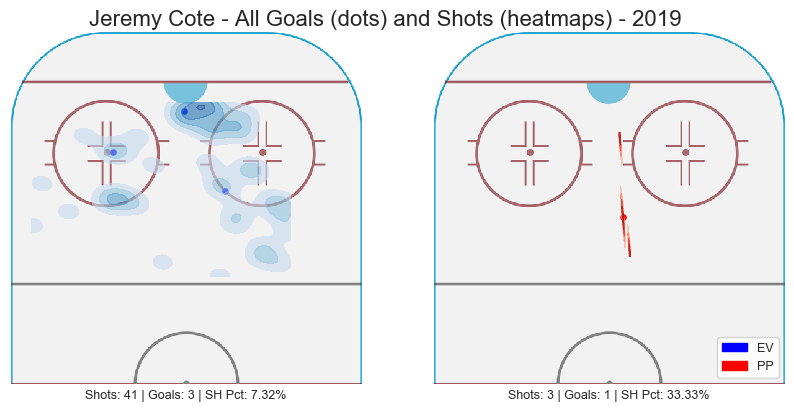 Jeremy Cote - All Goals (dots) and Shots (heatmaps) - 2019
EV
PP
Shots: 41 | Goals: 3 | SH Pct: 7.32%
Shots: 3 | Goals: 1 | SH Pct: 33.33%